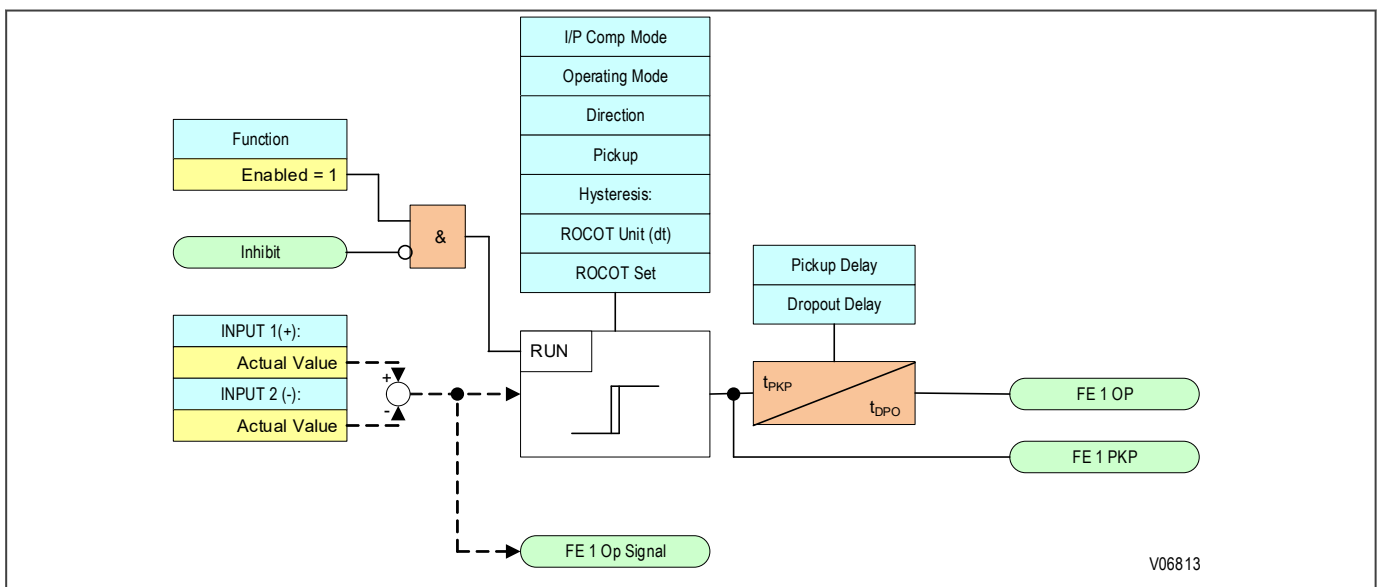 I/P Comp Mode
Operating Mode
Direction
Pickup
Hysteresis:
ROCOT Unit (dt)
ROCOT Set
Function
Enabled = 1
&
Inhibit
Pickup Delay
Dropout Delay
INPUT 1(+):
Actual Value
INPUT 2 (-):
Actual Value
+
-
RUN
tPKP
tDPO
FE 1 OP
FE 1 PKP
FE 1 Op Signal
V06813